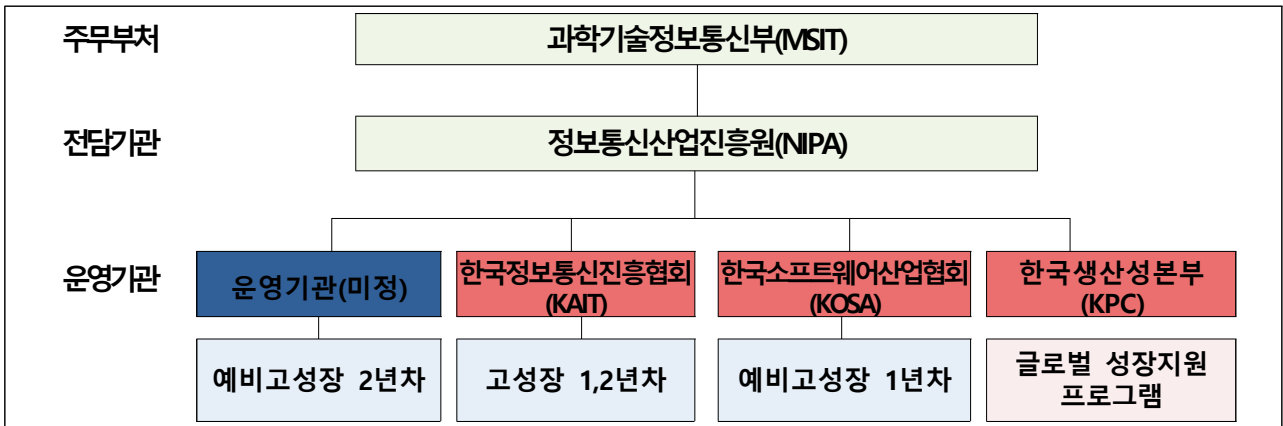 주무부처
과학기술정보통신부(MSIT)
전담기관
정보통신산업진흥원(NIPA)
운영기관
운영기관(미정)
한국정보통신진흥협회
(KAIT)
한국소프트웨어산업협회
(KOSA)
한국생산성본부
(KPC)
예비고성장 2년차
고성장 1,2년차
예비고성장 1년차
글로벌 성장지원
프로그램